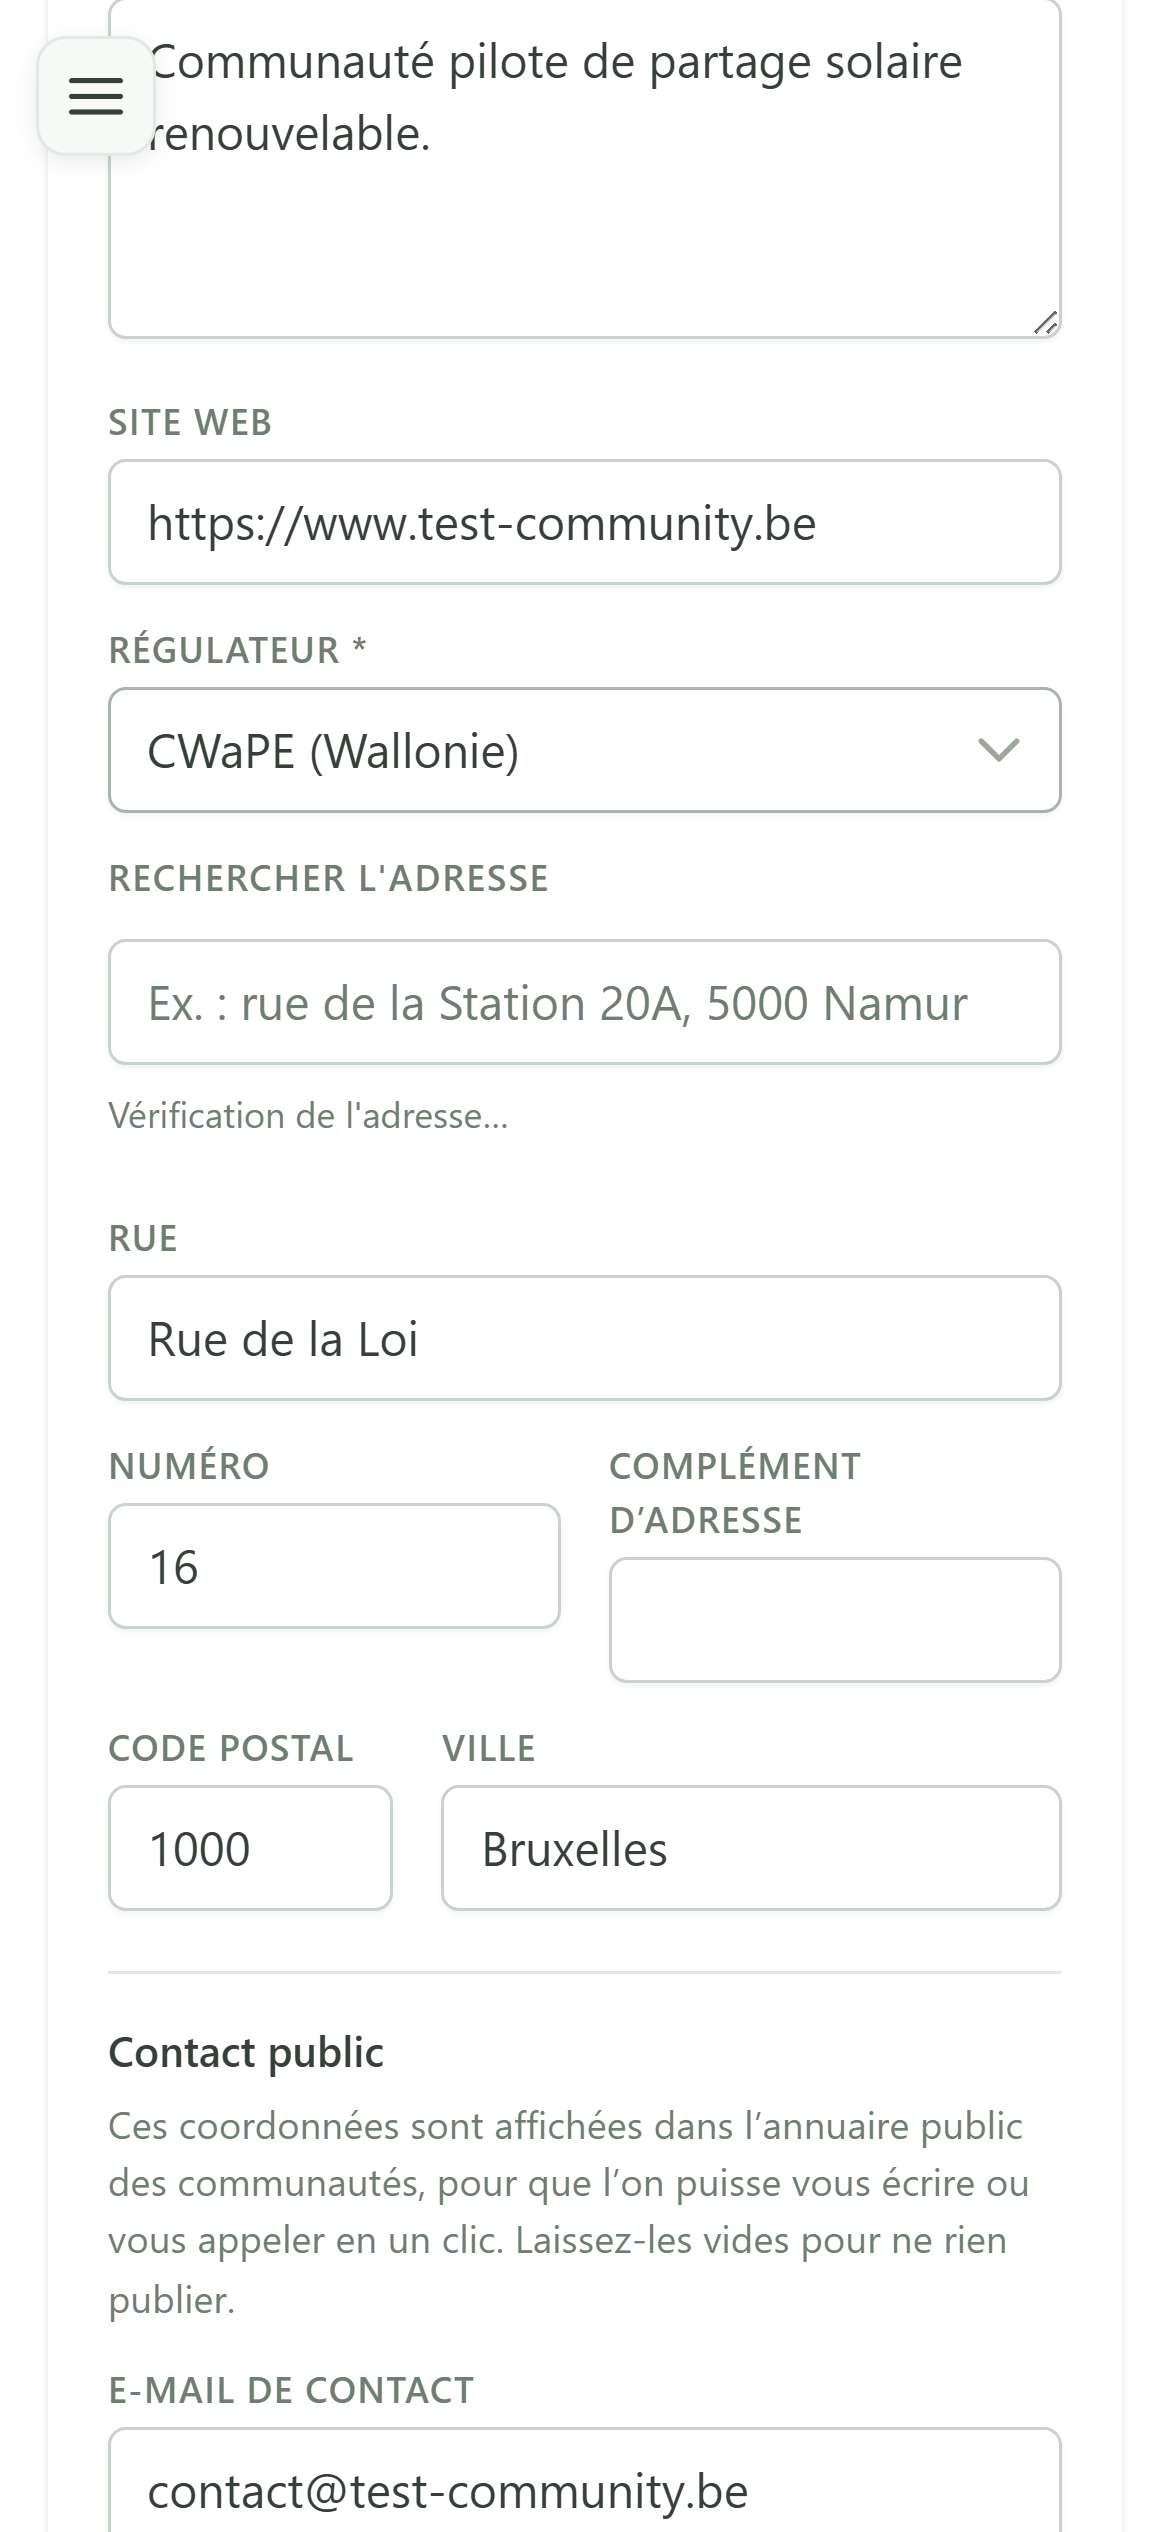 Communauté pilote de partage solaire
renouvelable.
SITE WEB
https://www.test-community.be
RÉGULATEUR *
CWaPE (Wallonie)
RECHERCHER L'ADRESSE
Ex. : rue de la Station 20A, 5000 Namur
Vérification de l'adresse...
RUE
Rue de la Loi
NUMÉRO
16
COMPLÉMENT
D’ADRESSE
CODE POSTAL
1000
VILLE
Bruxelles
Contact public
Ces coordonnées sont affichées dans l’annuaire public
des communautés, pour que l’on puisse vous écrire ou
vous appeler en un clic. Laissez-les vides pour ne rien
publier.
E-MAIL DE CONTACT
contact@test-community.be